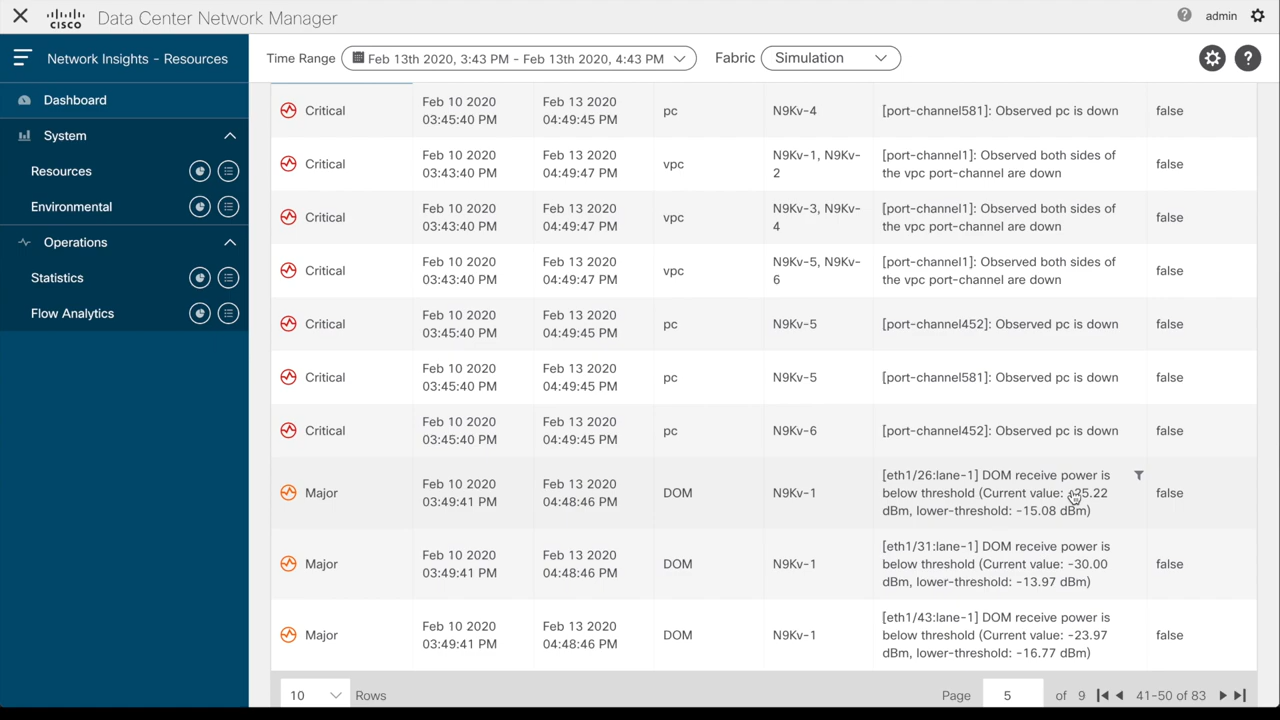 CISCO
Data Center Network Manager
admin
Network Insights - Resources
Time Range
Feb 13th 2020, 3:43 PM - Feb 13th 2020, 4:43 PM
Fabric
Simulation
?
Dashboard
System
Resources
Environmental
Operations
Statistics
Flow Analytics
Critical
Feb 10 2020
03:45:40 PM
Feb 13 2020
04:49:45 PM
pc
N9Kv-4
[port-channel581]: Observed pc is down
false
Critical
Feb 10 2020
03:43:40 PM
Feb 13 2020
04:49:47 PM
vpc
N9Kv-1, N9Kv-
2
[port-channel1]: Observed both sides of
the vpc port-channel are down
false
Critical
Feb 10 2020
03:43:40 PM
Feb 13 2020
04:49:47 PM
vpc
N9Kv-3, N9Kv-
4
[port-channel1]: Observed both sides of
the vpc port-channel are down
false
Critical
Feb 10 2020
03:43:40 PM
Feb 13 2020
04:49:47 PM
vpc
N9Kv-5, N9Kv-
6
[port-channel1]: Observed both sides of
the vpc port-channel are down
false
Critical
Feb 10 2020
03:45:40 PM
Feb 13 2020
04:49:45 PM
pc
N9Kv-5
[port-channel452]: Observed pc is down
false
Critical
Feb 10 2020
03:45:40 PM
Feb 13 2020
04:49:45 PM
pc
N9Kv-5
[port-channel581]: Observed pc is down
false
Critical
Feb 10 2020
03:45:40 PM
Feb 13 2020
04:49:45 PM
pc
N9Kv-6
[port-channel452]: Observed pc is down
false
Major
Feb 10 2020
03:49:41 PM
Feb 13 2020
04:48:46 PM
DOM
N9Kv-1
[eth1/26:lane-1] DOM receive power is
below threshold (Current value: 5.22
dBm, lower-threshold: -15.08 dBm)
false
Major
Feb 10 2020
03:49:41 PM
Feb 13 2020
04:48:46 PM
DOM
N9Kv-1
[eth1/31:lane-1] DOM receive power is
below threshold (Current value: -30.00
dBm, lower-threshold: -13.97 dBm)
false
Major
Feb 10 2020
03:49:41 PM
Feb 13 2020
04:48:46 PM
DOM
N9Kv-1
[eth1/43:lane-1] DOM receive power is
below threshold (Current value: -23.97
dBm, lower-threshold: -16.77 dBm)
false
10
Rows
Page
5
of 9
41-50 of 83